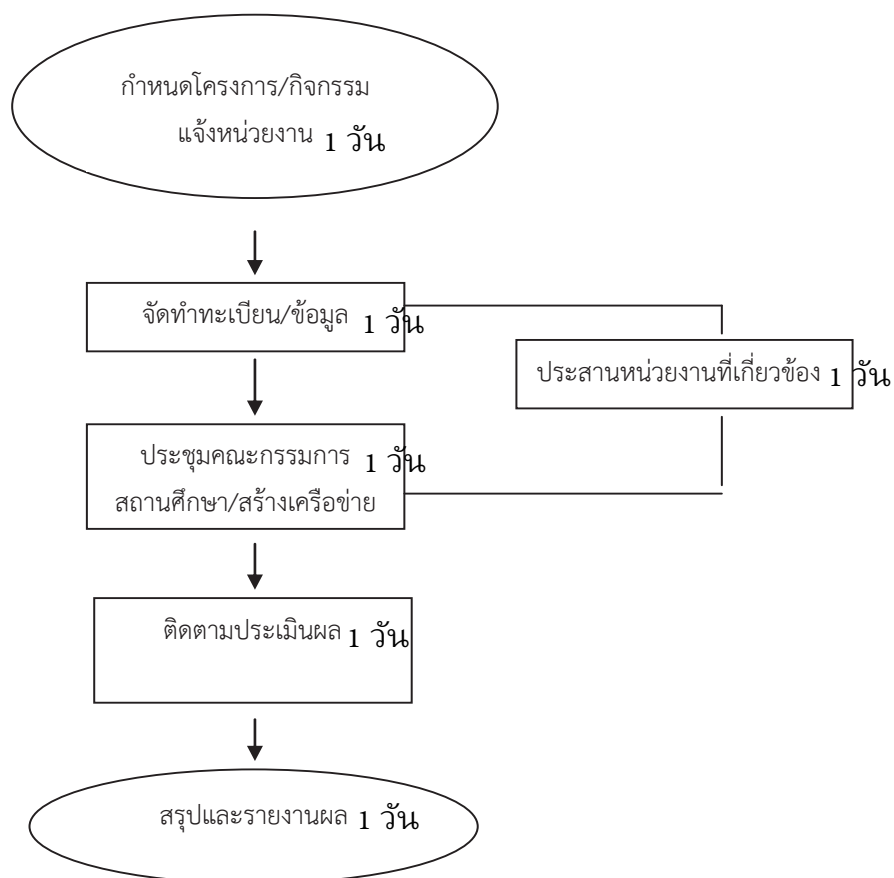 กำหนดโครงการ/กิจกรรม
แจ้งหน่วยงาน 1 วัน
จัดทำทะเบียน/ข้อมูล 1 วัน
ประสานหน่วยงานที่เกี่ยวข้อง 1 วัน
ประชุมคณะกรรมการ 1 วัน
สถานศึกษา/สร้างเครือข่าย
ติดตามประเมินผล 1 วัน
สรุปและรายงานผล 1 วัน